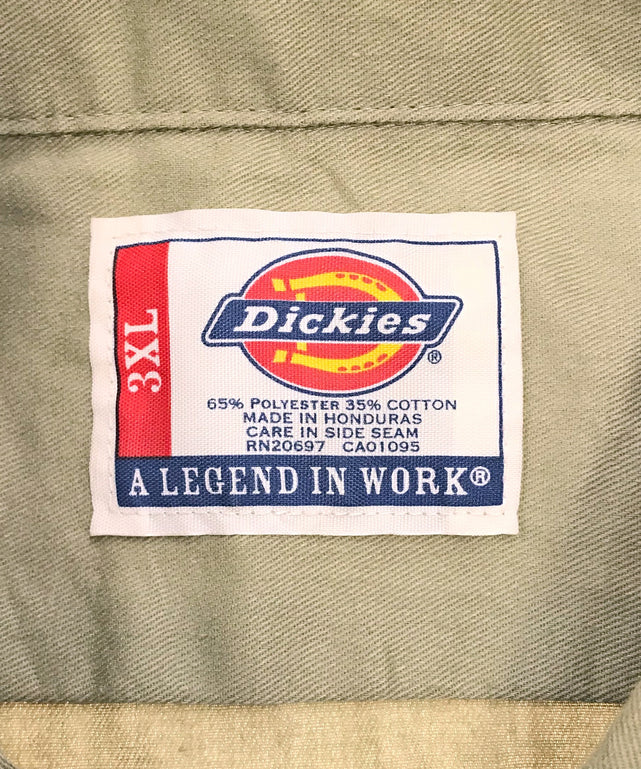 3XL
Dickies®
65% POLYESTER 35% COTTON
MADE IN HONDURAS
CARE IN SIDE SEAM
RN20697 CA01095
A LEGEND IN WORK®